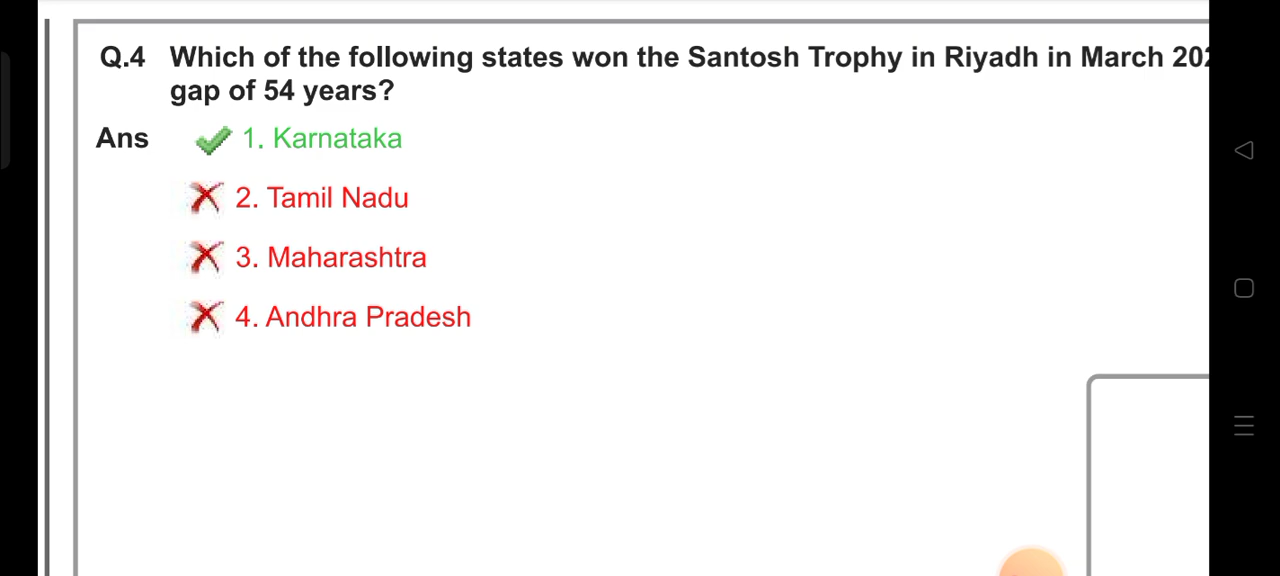 Q.4 Which of the following states won the Santosh Trophy in Riyadh in March
gap of 54 years?
Ans 1. Karnataka
2. Tamil Nadu
3. Maharashtra
4. Andhra Pradesh